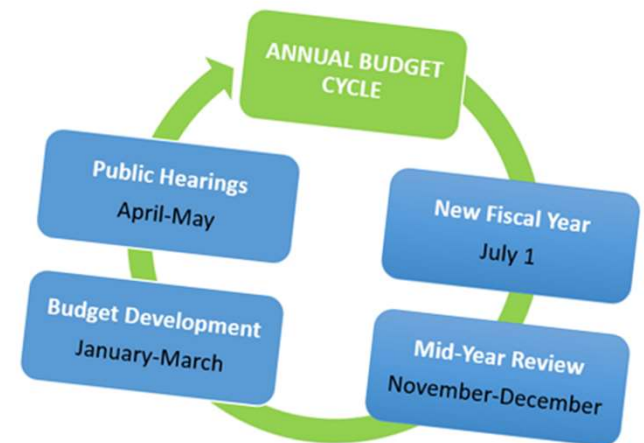 ANNUAL BUDGET
CYCLE
New Fiscal Year
July 1
Mid-Year Review
November-December
Budget Development
January-March
Public Hearings
April-May